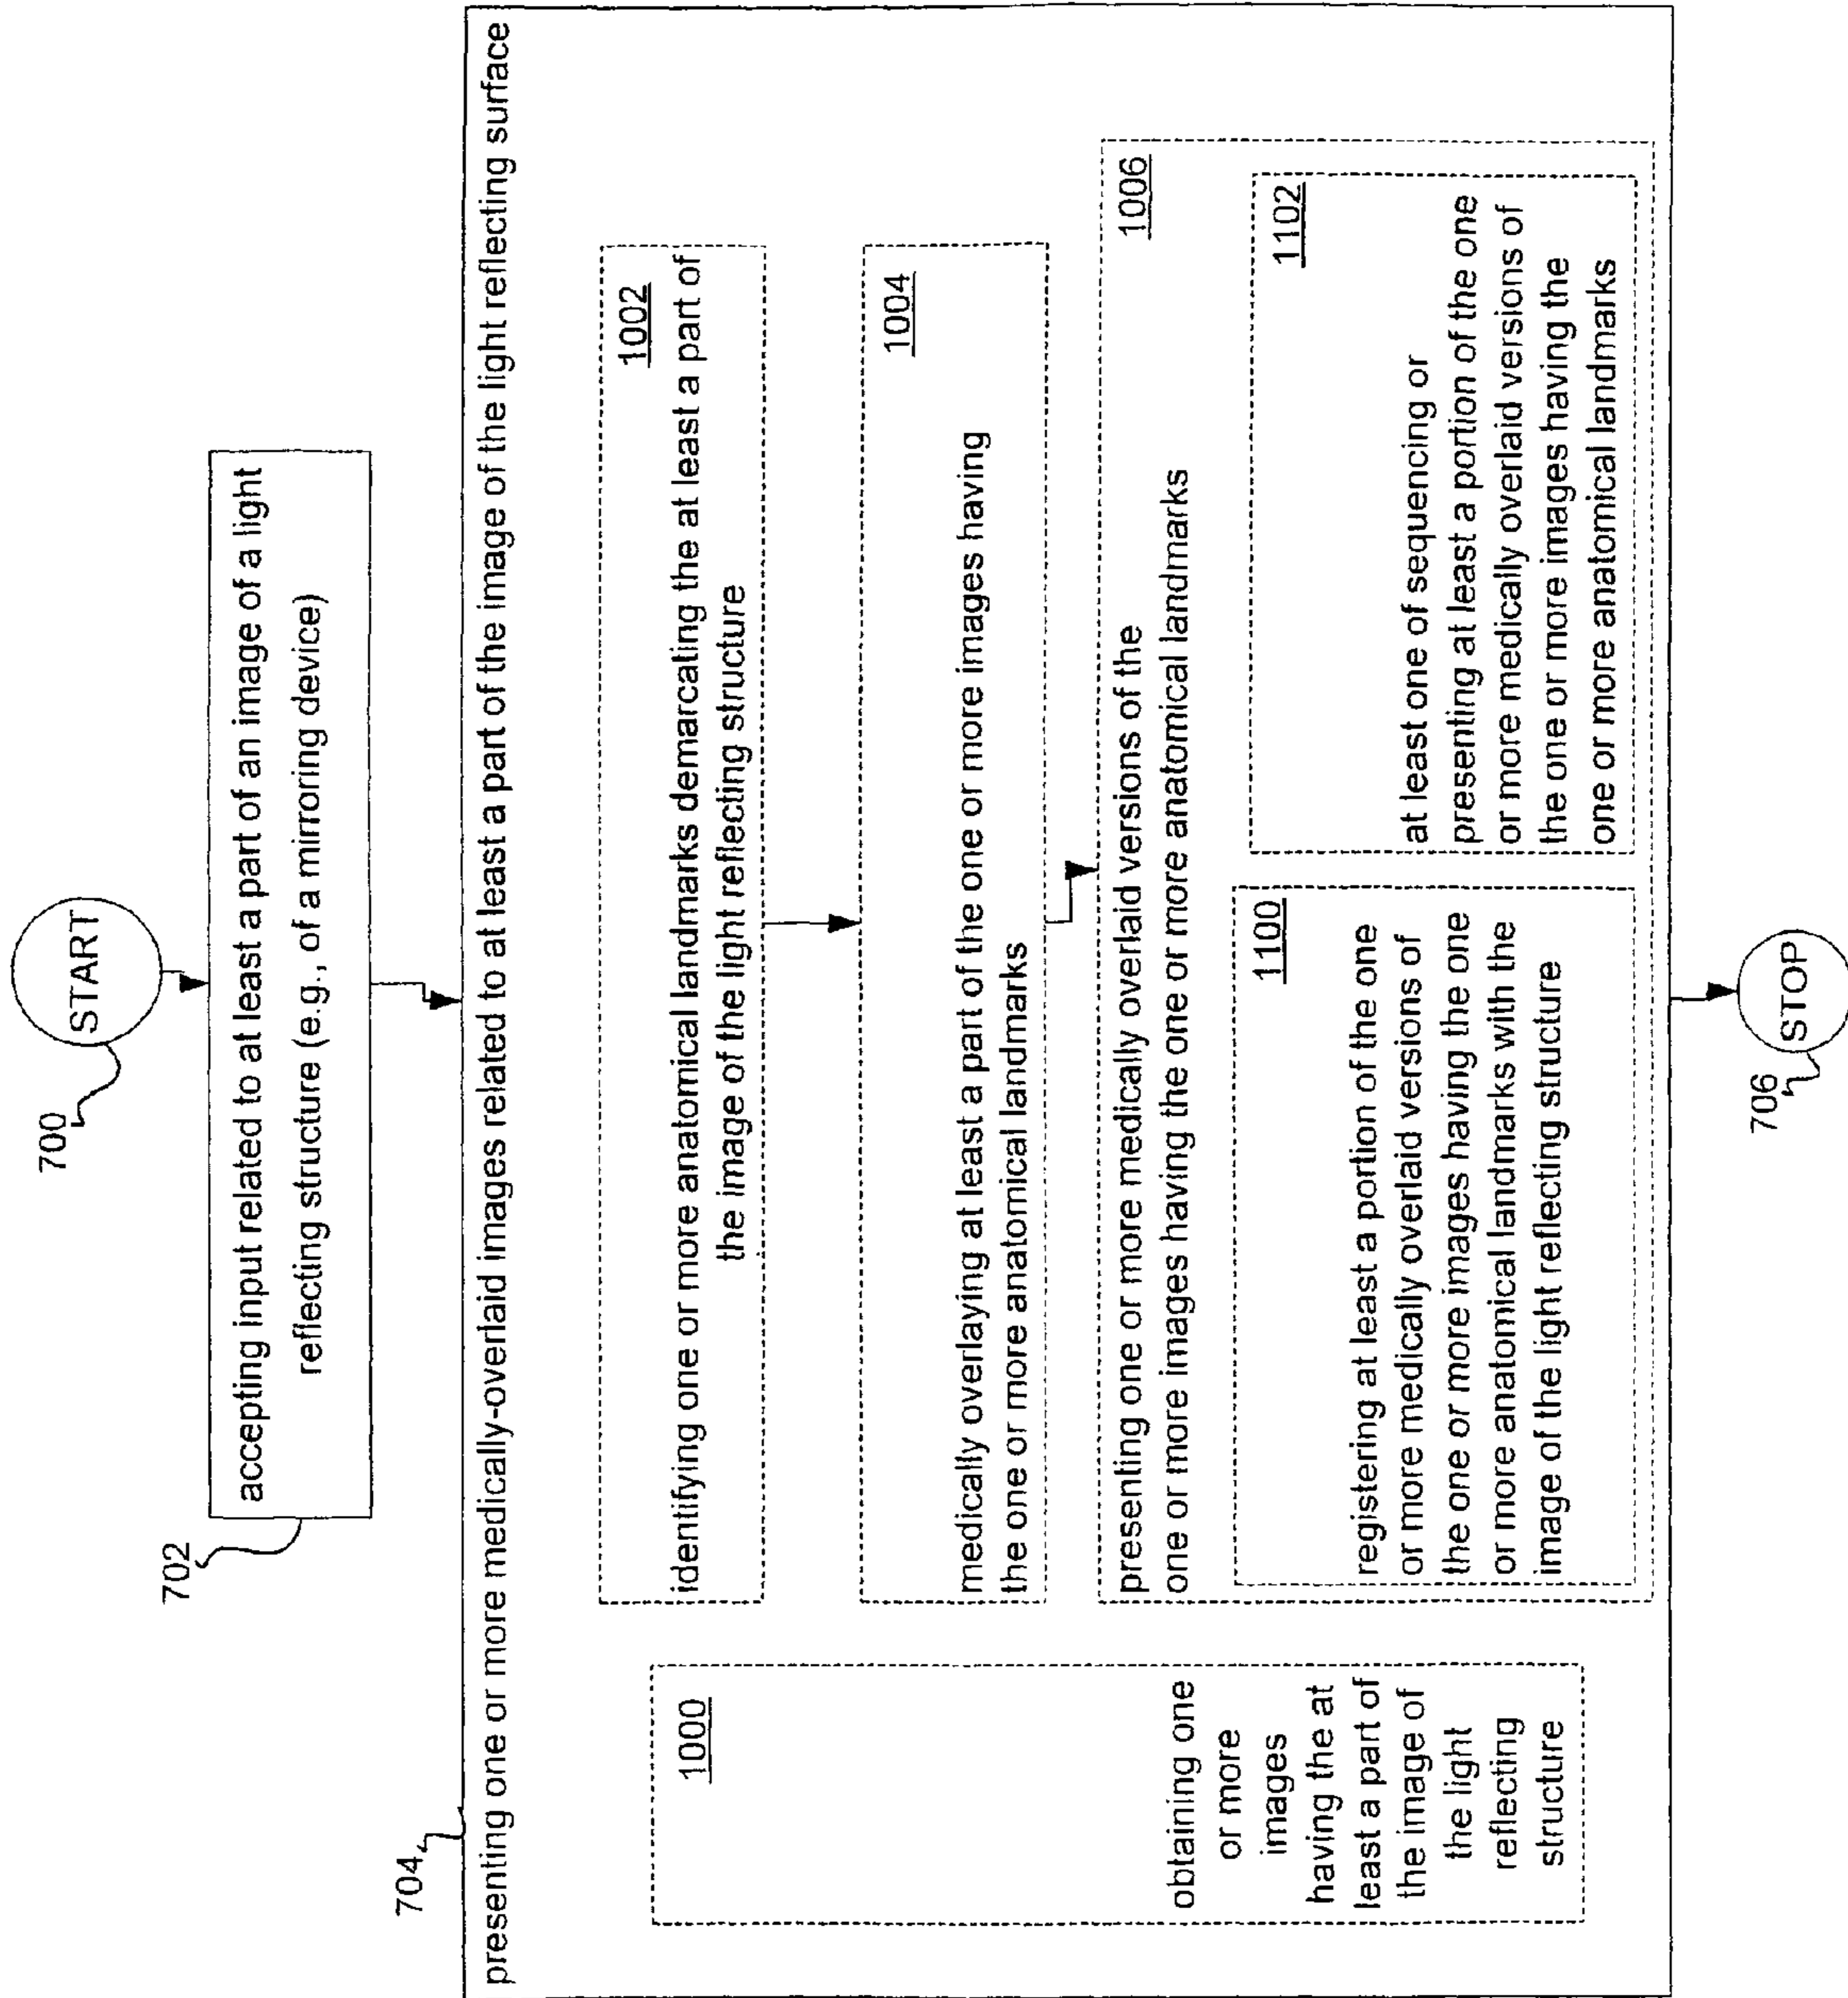 START
700
702
accepting input related to at least a part of an image of a light
reflecting structure (e.g., of a mirroring device)
704
presenting one or more medically-overlaid images related to at least a part of the image of the light reflecting surface
1000
obtaining one
or more
images
having the at
least a part of
the image of
the light
reflecting
structure
1002
identifying one or more anatomical landmarks demarcating the at least a part of
the image of the light reflecting structure
1004
medically overlaying at least a part of the one or more images having
the one or more anatomical landmarks
1006
presenting one or more medically overlaid versions of the
one or more images having the one or more anatomical landmarks
1100
registering at least a portion of the one
or more medically overlaid versions of
the one or more images having the one
or more anatomical landmarks with the
image of the light reflecting structure
1102
at least one of sequencing or
presenting at least a portion of the one
or more medically overlaid versions of
the one or more images having the
one or more anatomical landmarks
706
STOP